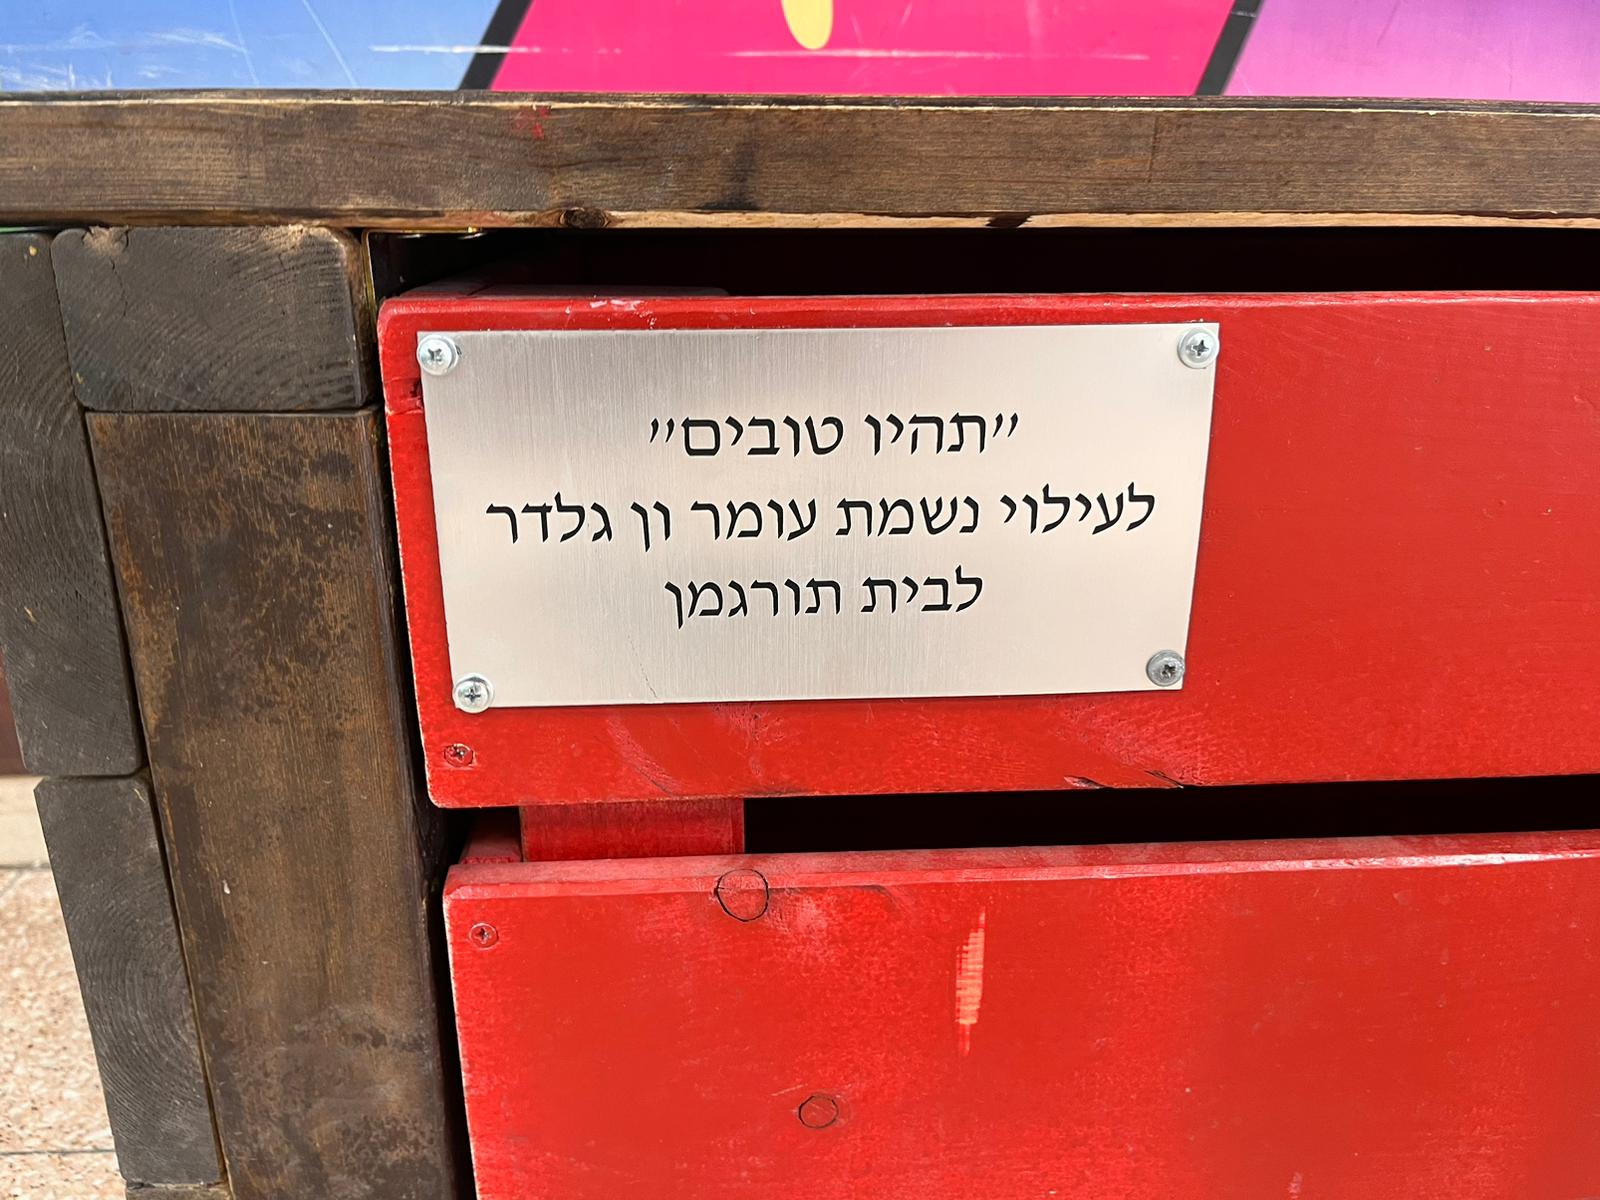 "תהיו טובים"
לעילוי נשמת עומר ון גלדר
לבית תורגמן